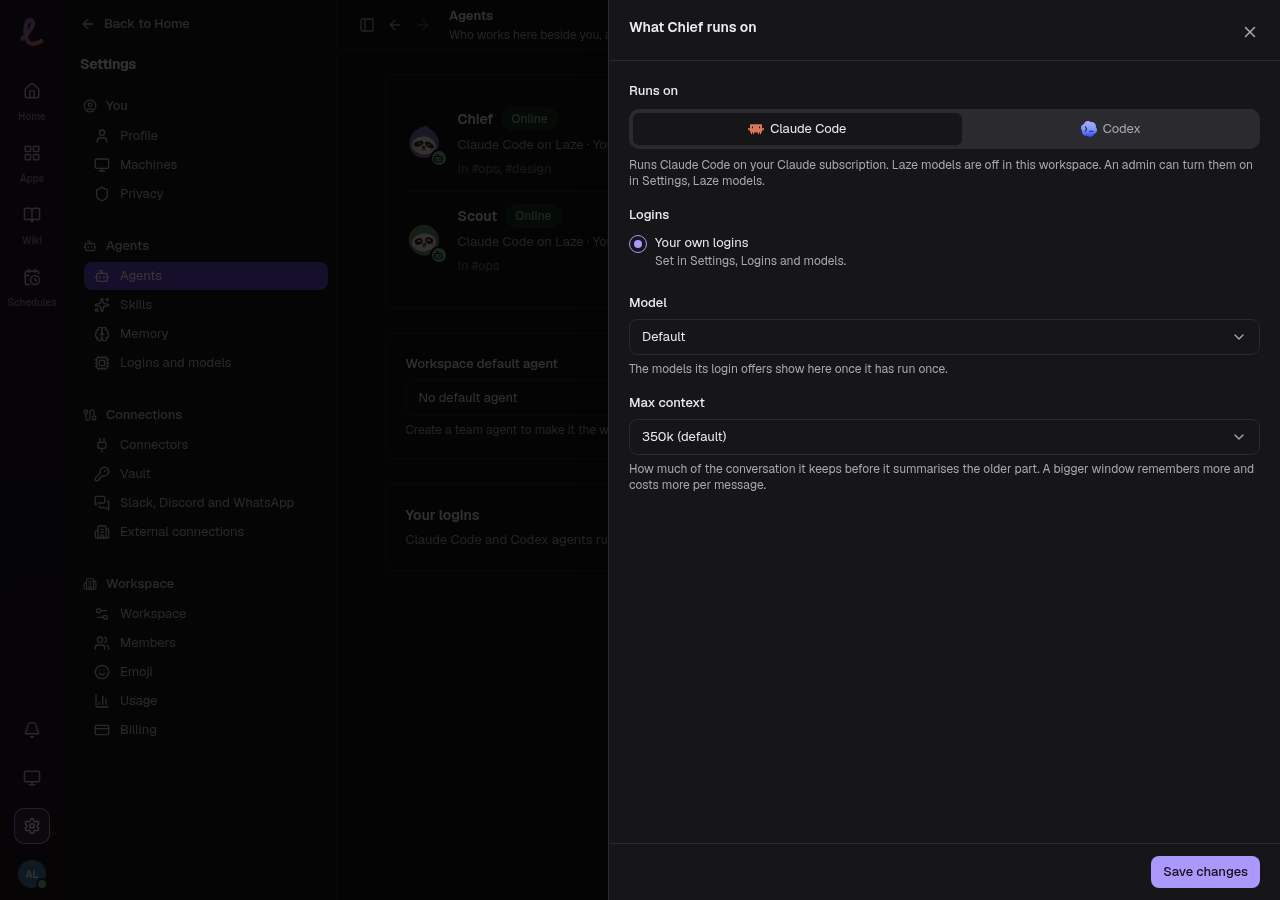 Back to Home
Settings
You
Profile
Machines
Privacy
Agents
Agents
Skills
Memory
Logins and models
Connections
Connectors
Vault
Slack, Discord and WhatsApp
External connections
Workspace
Workspace
Members
Emoji
Usage
Billing
Home
Apps
Wiki
Schedules
AL
Agents
Who works here beside you,
Chief Online
Claude Code on Laze · You
In #ops, #design
Scout Online
Claude Code on Laze · You
In #ops
Workspace default agent
No default agent
Create a team agent to make it the
Your logins
Claude Code and Codex agents
What Chief runs on
Runs on
Claude Code
Codex
Runs Claude Code on your Claude subscription. Laze models are off in this workspace. An admin can turn them on
in Settings, Laze models.
Logins
Your own logins
Set in Settings, Logins and models.
Model
Default
The models its login offers show here once it has run once.
Max context
350k (default)
How much of the conversation it keeps before it summarises the older part. A bigger window remembers more and
costs more per message.
Save changes